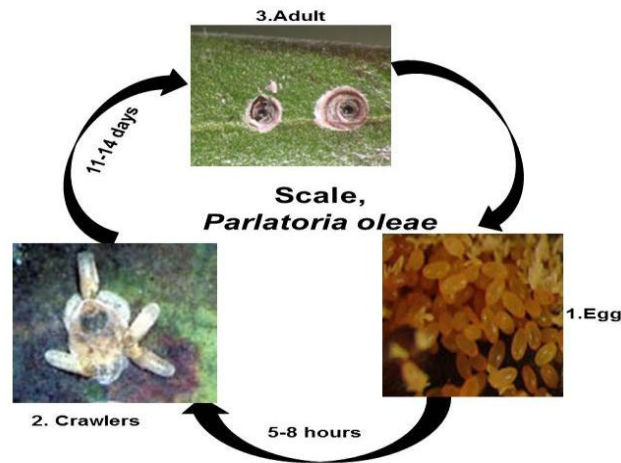 3.Adult
11-14 days
Scale,
Parlatoria oleae
1.Egg
2. Crawlers
5-8 hours